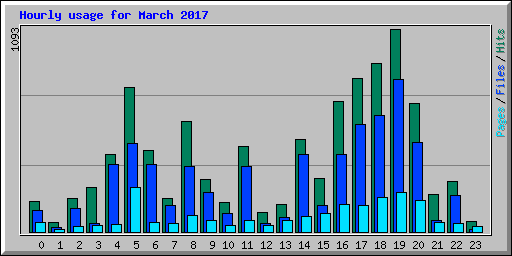 Hourly usage for March 2017
1093
Pages/Files/Hits
0 1 2 3 4 5 6 7 8 9 10 11 12 13 14 15 16 17 18 19 20 21 22 23